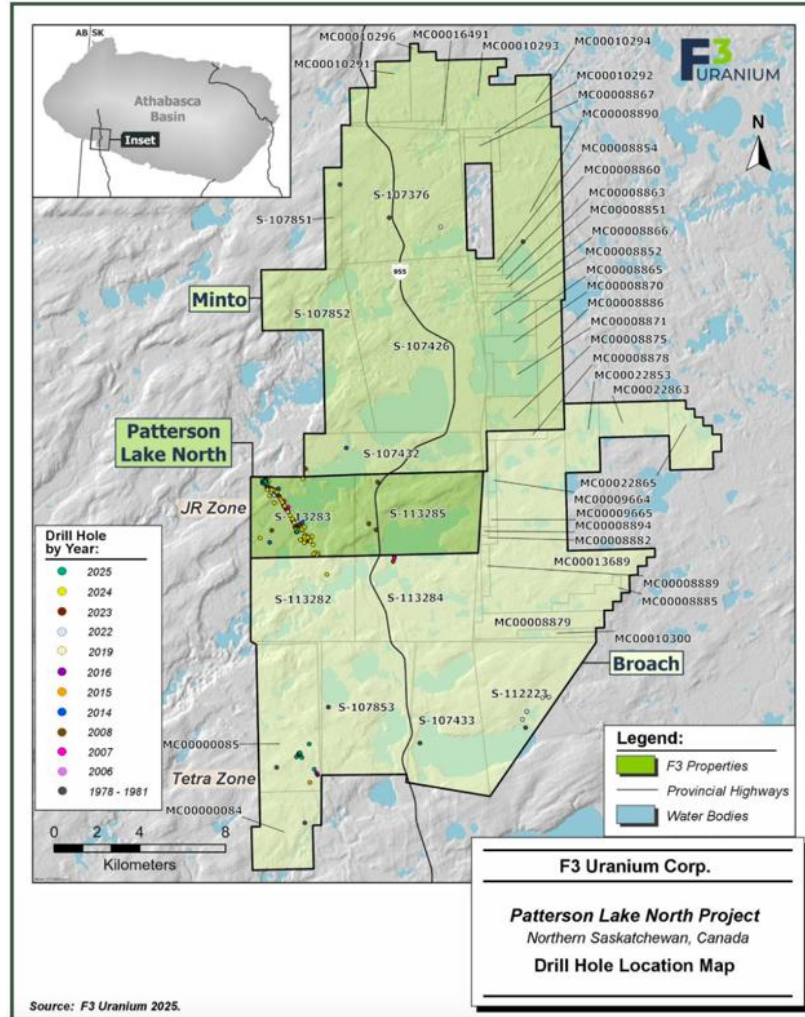 AB SK
Athabasca
Basin
Inset
F3
URANIUM
N
MC00010296
MC00016491
MC00010293
MC00010291
MC00010294
MC00010292
MC00008867
MC00008890
MC00008854
MC00008860
MC00008863
MC00008851
MC00008866
MC00008852
MC00008865
MC00008870
MC00008886
MC00008871
MC00008875
MC00008878
MC00022853
MC00022863
S-107376
S-107851
955
Minto
S-107852
S-107426
Patterson
Lake North
S-107432
MC00022865
MC00009664
MC00009665
MC00008894
MC00008882
JR Zone
S-113283
S-113285
MC00013689
MC00008889
MC00008885
S-113282
S-113284
MC00008879
MC00010300
Broach
S-112223
S-107853
S-107433
MC00000085
Tetra Zone
MC00000084
Drill Hole
by Year:
2025
2024
2023
2022
2019
2016
2015
2014
2008
2007
2006
1978 - 1981
0 2 4 8
Kilometers
Legend:
F3 Properties
Provincial Highways
Water Bodies
F3 Uranium Corp.
Patterson Lake North Project
Northern Saskatchewan, Canada
Drill Hole Location Map
Source: F3 Uranium 2025.